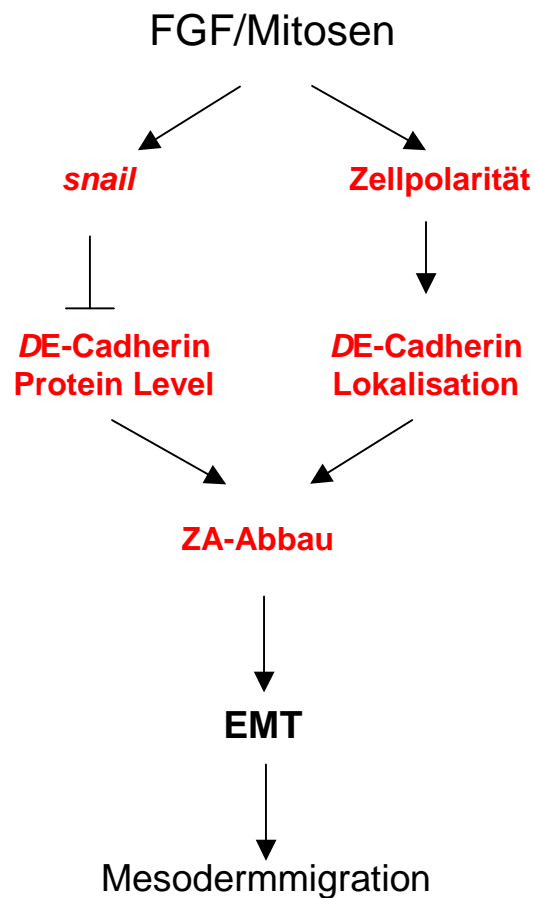 FGF/Mitosen
snail
Zellpolarität
DE-Cadherin
Protein Level
DE-Cadherin
Lokalisation
ZA-Abbau
EMT
Mesodermmigration